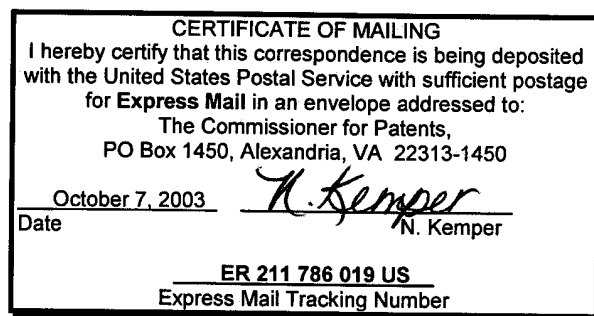 CERTIFICATE OF MAILING
I hereby certify that this correspondence is being deposited
with the United States Postal Service with sufficient postage
for Express Mail in an envelope addressed to:
The Commissioner for Patents,
PO Box 1450, Alexandria, VA 22313-1450
October 7, 2003 N. Kemper
Date N. Kemper
ER 211 786 019 US
Express Mail Tracking Number